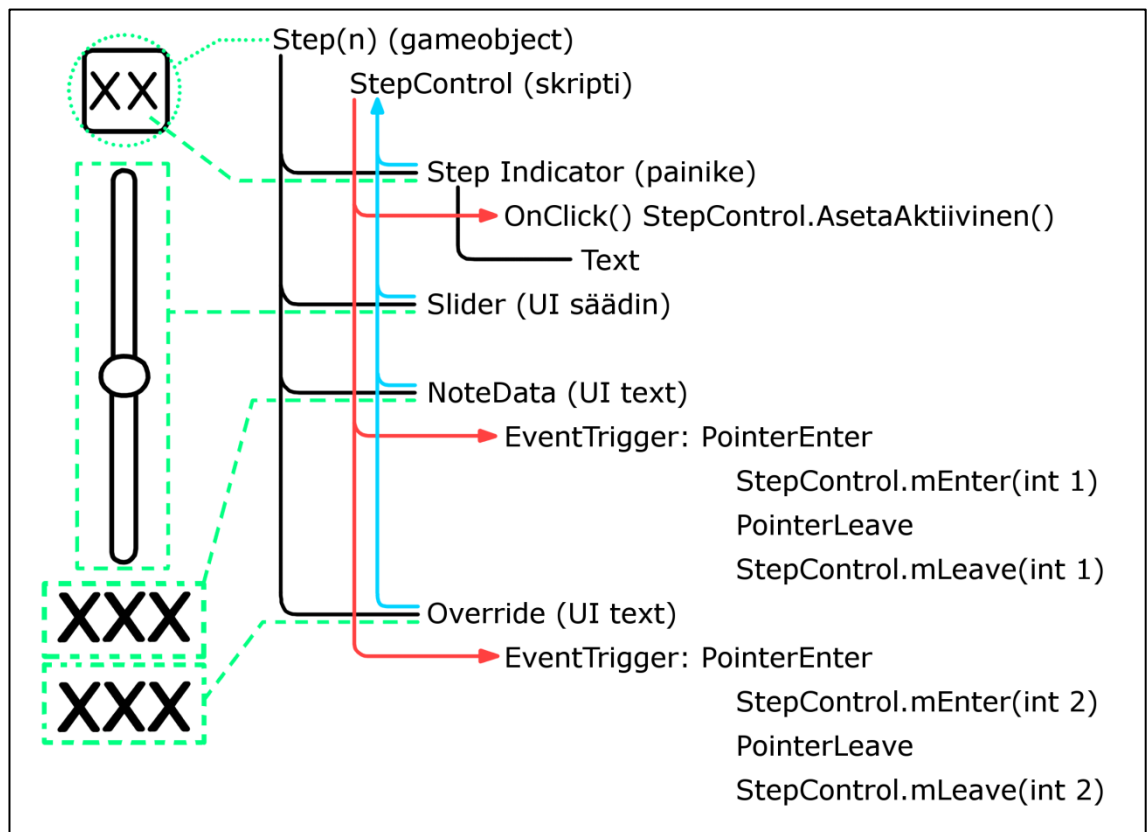 Step(n) (gameobject)
StepControl (skripti)
XX
Step Indicator (painike)
OnClick() StepControl.AsetaAktiivinen()
Text
Slider (UI säädin)
NoteData (UI text)
EventTrigger: PointerEnter
StepControl.mEnter(int 1)
PointerLeave
StepControl.mLeave(int 1)
XXX
Override (UI text)
EventTrigger: PointerEnter
StepControl.mEnter(int 2)
PointerLeave
StepControl.mLeave(int 2)
XXX